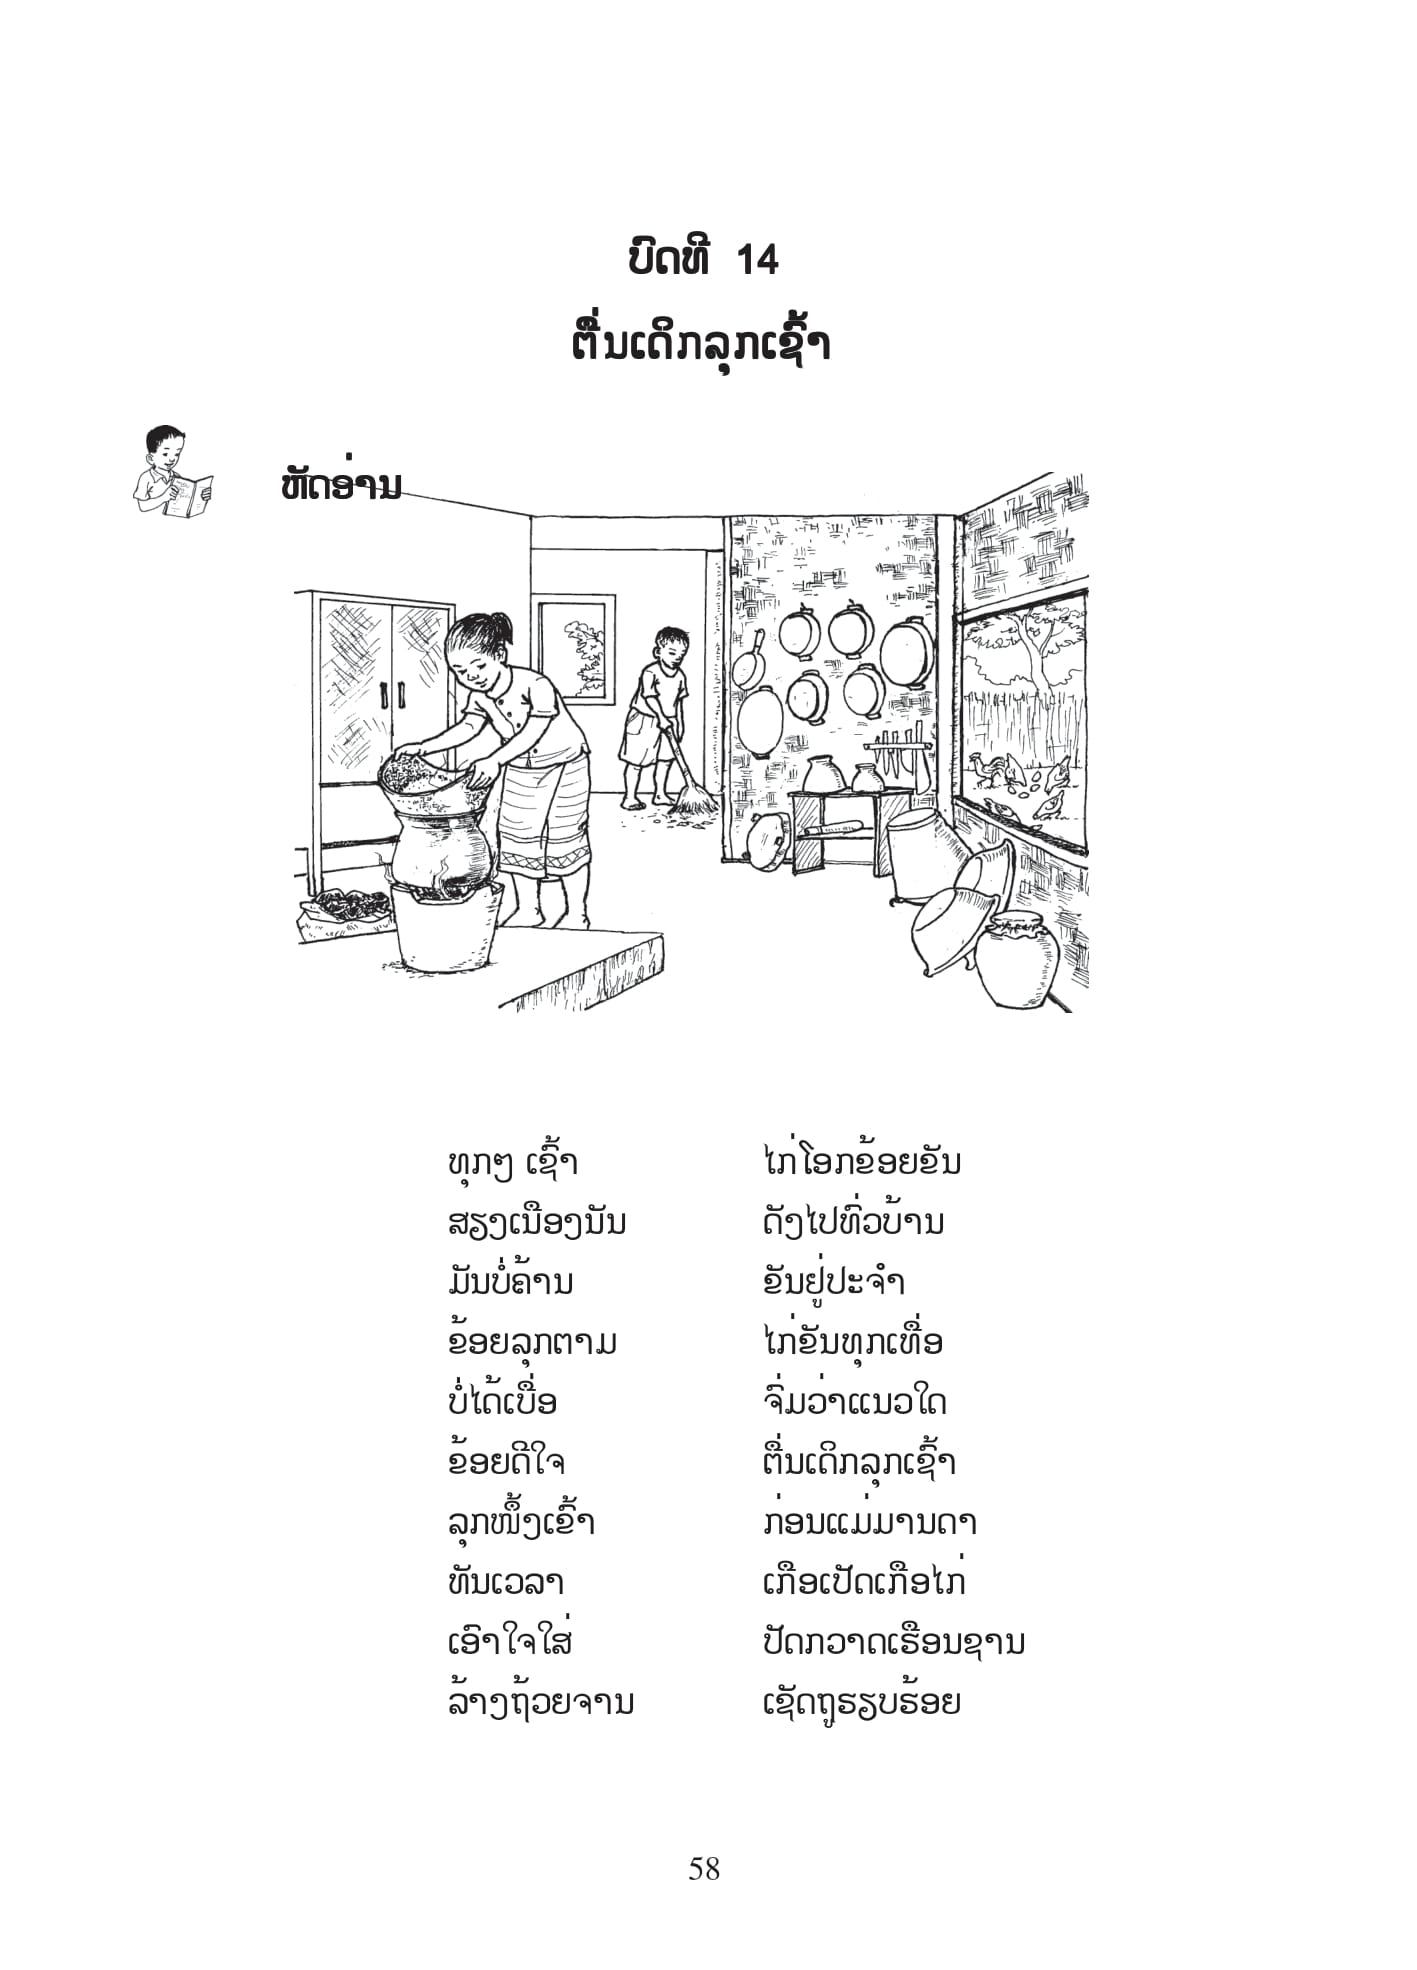 ບົດທີ 14
ຕື່ນເດິກລຸກເຊົ້າ
ຫັດອ່ານ
ທຸກໆ ເຊົ້າ ໄກ່ໂອກຂ້ອຍຂັນ
ສຽງເນືອງນັນ ດັງໄປທົ່ວບ້ານ
ມັນບໍ່ຄ້ານ ຂັນຢູ່ປະຈຳ
ຂ້ອຍລຸກຕາມ ໄກ່ຂັນທຸກເທື່ອ
ບໍ່ໄດ້ເບື່ອ ຈົ່ມວ່າແນວໃດ
ຂ້ອຍດີໃຈ ຕື່ນເດິກລຸກເຊົ້າ
ລຸກໜຶ້ງເຂົ້າ ກ່ອນແມ່ມານດາ
ທັນເວລາ ເກືອເປັດເກືອໄກ່
ເອົາໃຈໃສ່ ປັດກວາດເຮືອນຊານ
ລ້າງຖ້ວຍຈານ ເຊັດຖູຮຽບຮ້ອຍ
58